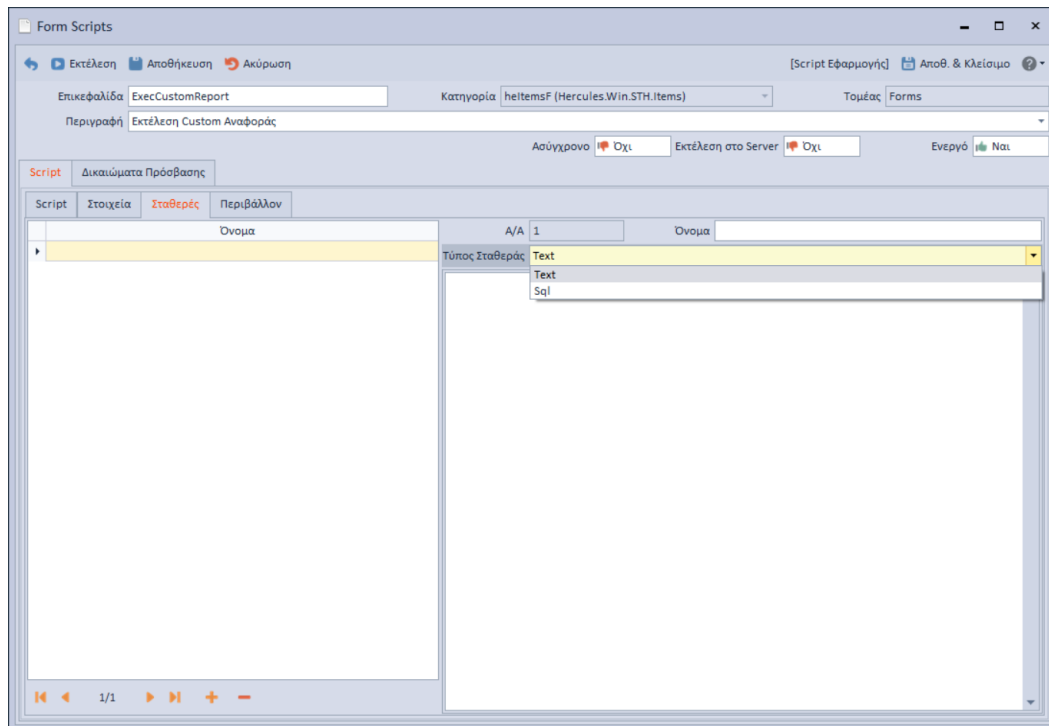 Form Scripts
Εκτέλεση Αποθήκευση Ακύρωση [Script Εφαρμογής] Αποθ. & Κλείσιμο
Επικεφαλίδα ExecCustomReport Κατηγορία heItemsF (Hercules.Win.STH.Items) Τομέας Forms
Περιγραφή Εκτέλεση Custom Αναφοράς
Ασύγχρονο Όχι Εκτέλεση στο Server Όχι Ενεργό Ναι
Script Δικαιώματα Πρόσβασης
Script Στοιχεία Σταθερές Περιβάλλον
Όνομα Α/Α 1 Όνομα
Τύπος Σταθεράς Text
Text
Sql
1/1